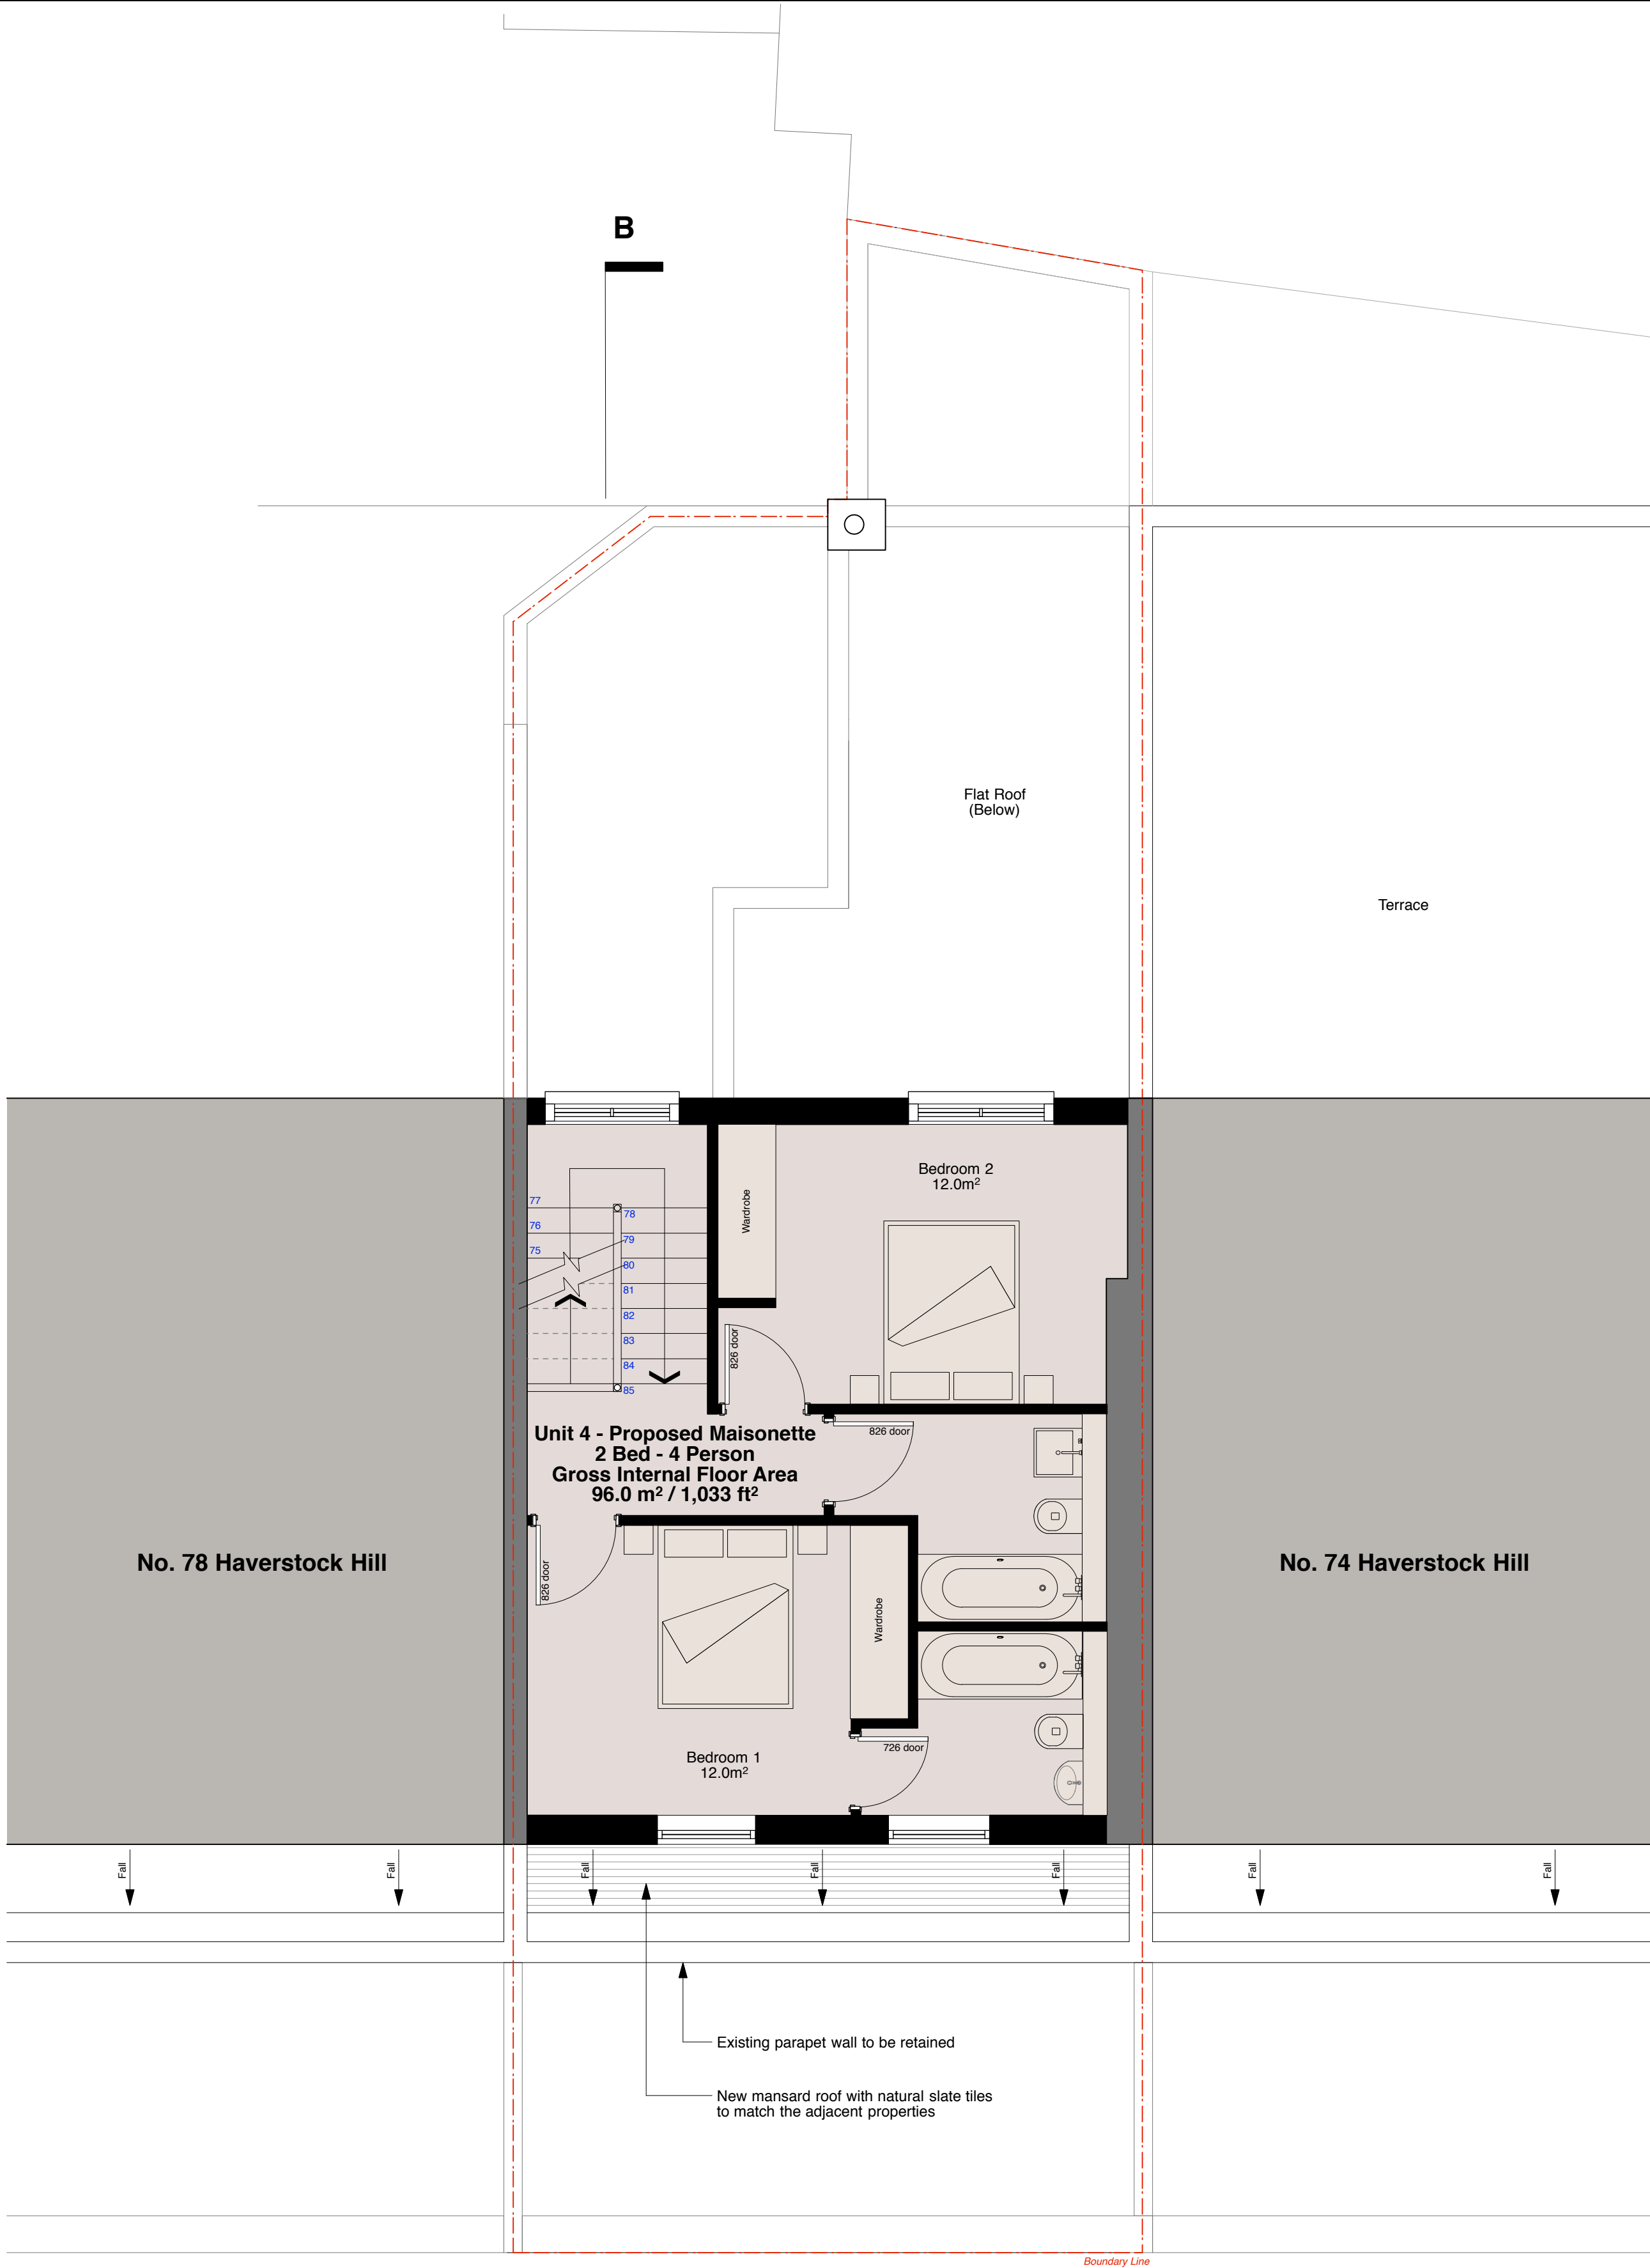 B
Flat Roof
(Below)
Terrace
Bedroom 2
12.0m²
Wardrobe
77
76
75
78
79
80
81
82
83
84
85
826 door
826 door
Unit 4 - Proposed Maisonette
2 Bed - 4 Person
Gross Internal Floor Area
96.0 m² / 1,033 ft²
No. 78 Haverstock Hill
No. 74 Haverstock Hill
826 door
Wardrobe
726 door
Bedroom 1
12.0m²
Fall
Fall
Fall
Fall
Fall
Fall
Fall
Existing parapet wall to be retained
New mansard roof with natural slate tiles
to match the adjacent properties
Boundary Line